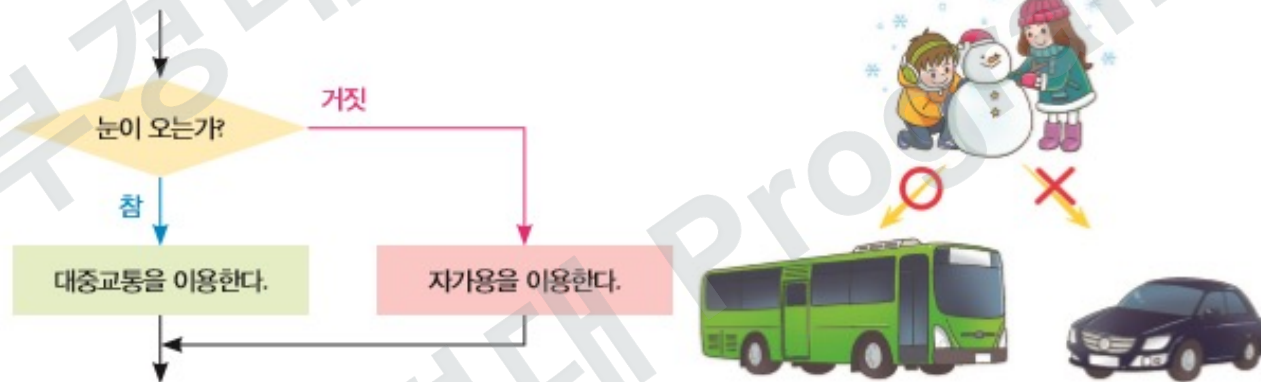 거짓
눈이 오는가?
참
대중교통을 이용한다.
자가용을 이용한다.